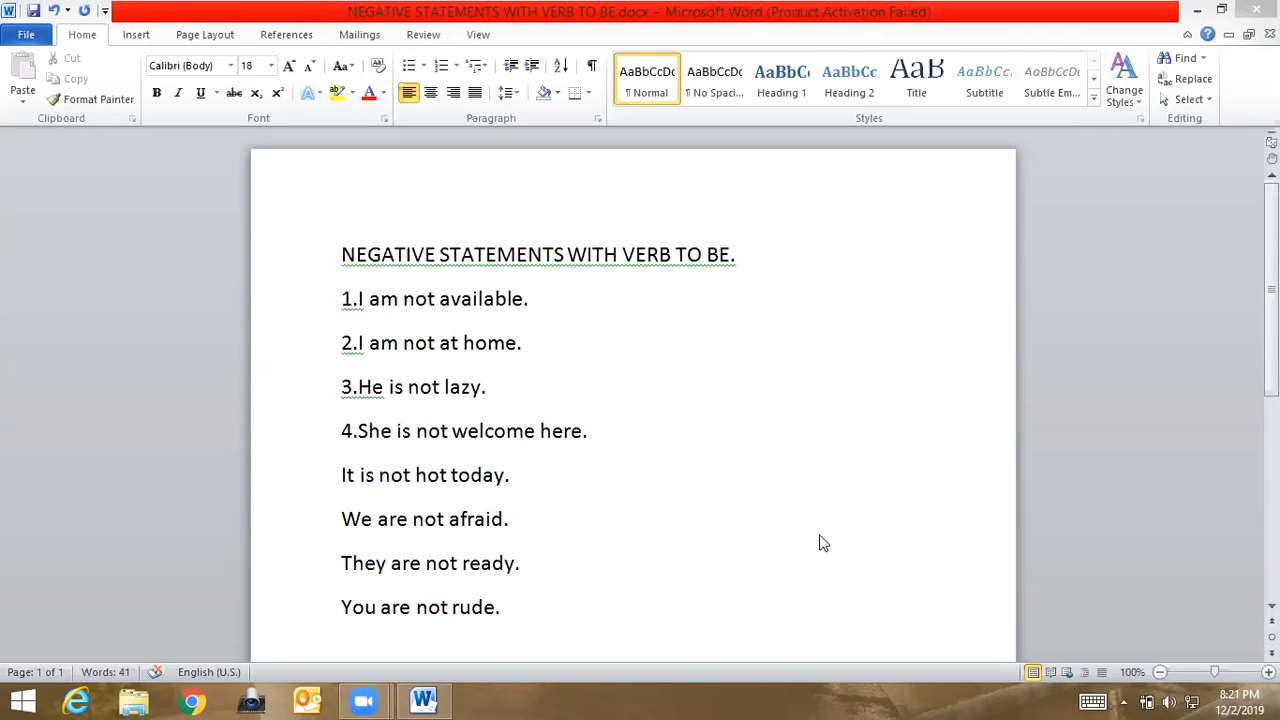 NEGATIVE STATEMENTS WITH VERB TO BE.docx - Microsoft Word (Product Activation Failed)
File Home Insert Page Layout References Mailings Review View
Cut
Copy
Paste
Format Painter
Clipboard
Calibri (Body) 18
Font
Paragraph
AaBbCcDc AaBbCcDc AaBbC AaBbCc AaB AaBbCc. AaBbCcDc
¶ Normal ¶ No Spaci... Heading 1 Heading 2 Title Subtitle Subtle Em...
Styles
Change
Styles
Find
Replace
Select
Editing
NEGATIVE STATEMENTS WITH VERB TO BE.
1.I am not available.
2.I am not at home.
3.He is not lazy.
4.She is not welcome here.
It is not hot today.
We are not afraid.
They are not ready.
You are not rude.
Page: 1 of 1 Words: 41 English (U.S.) 100%
8:21 PM
12/2/2019